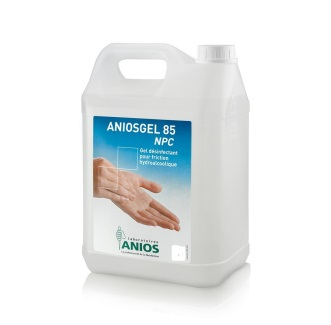 ANIOSGEL 85
NPC
Gel désinfectant
pour friction
hydroalcoolique
Laboratoires
ANIOS